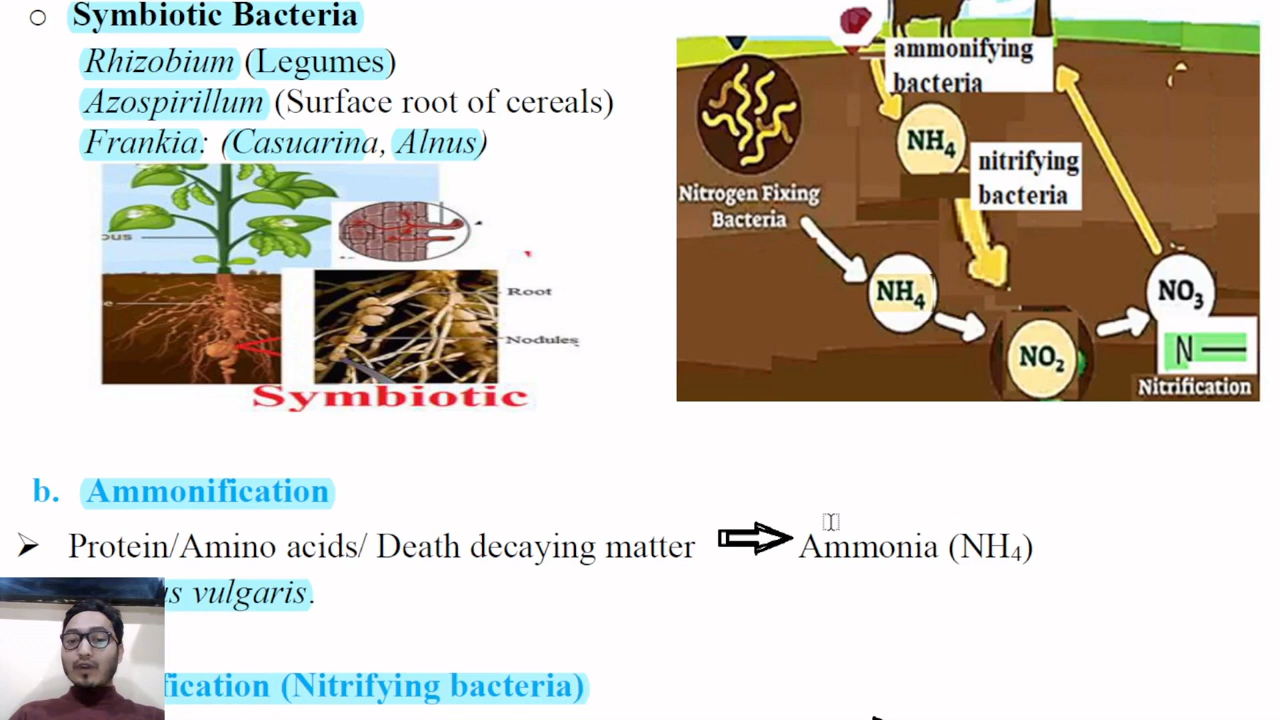 Symbiotic Bacteria
Rhizobium (Legumes)
Azospirillum (Surface root of cereals)
Frankia: (Casuarina, Alnus)
Root
Nodules
Symbiotic
ammonifying
bacteria
NH4
nitrifying
bacteria
Nitrogen Fixing
Bacteria
NH4
NO2
NO3
N
Nitrification
b. Ammonification
Protein/Amino acids/ Death decaying matter Ammonia (NH4)
vulgaris.
(Nitrifying bacteria)